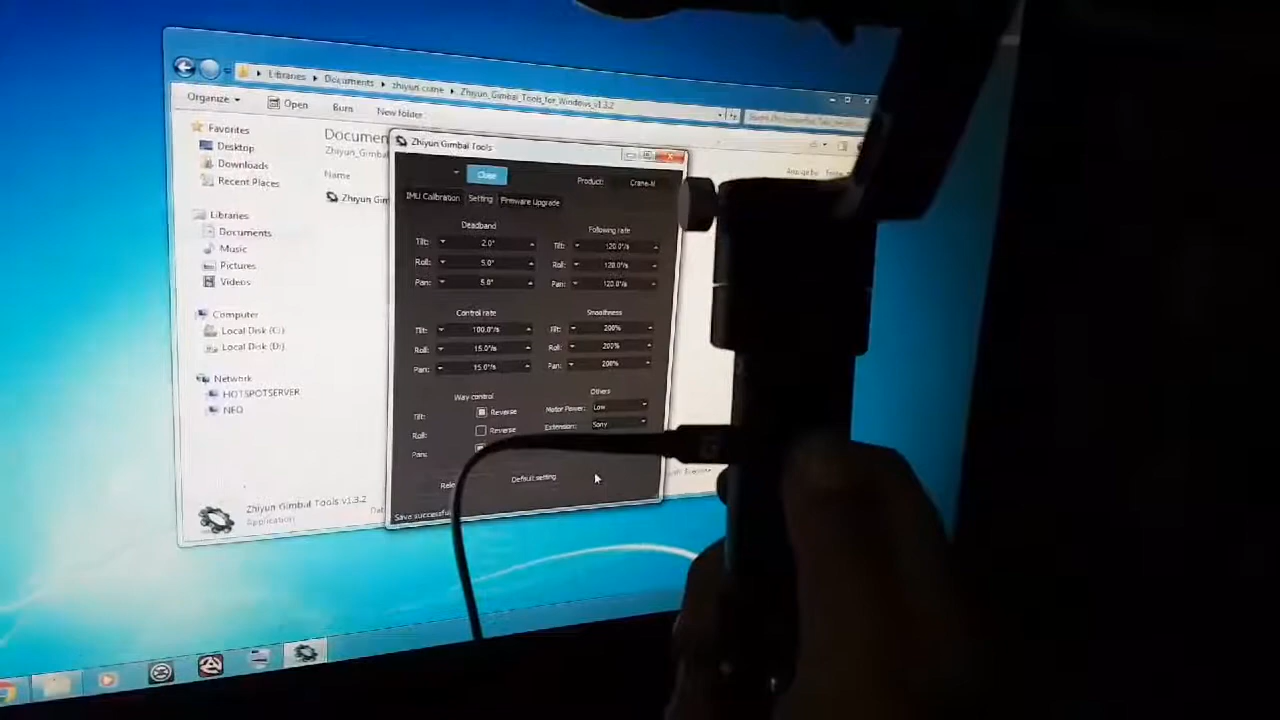 Libraries ▸ Documents ▸ zhiyun crane ▸ Zhiyun_Gimbal_Tools_for_Windows_v1.3.2
Organize Open Burn New folder
Favorites
Desktop
Downloads
Recent Places
Libraries
Documents
Music
Pictures
Videos
Computer
Local Disk (C:)
Local Disk (D:)
Network
HOTSPOTSERVER
NFO
Documen
Zhiyun_Gimbal
Name
Zhiyun Gim
Zhiyun Gimbal Tools
Close Product: Crane-M
IMU Calibration Setting Firmware Upgrade
Deadband
Tilt: 2.0°
Roll: 5.0°
Pan: 5.0°
Following rate
Tilt: 120.0°/s
Roll: 120.0°/s
Pan: 120.0°/s
Control rate
Tilt: 100.0°/s
Roll: 15.0°/s
Pan: 15.0°/s
Smoothness
Tilt: 200%
Roll: 200%
Pan: 200%
Way control
Tilt: Reverse
Roll: Reverse
Pan:
Others
Motor Power: Low
Extension: Sony
Default setting
Save successful
Zhiyun Gimbal Tools v1.3.2
Application